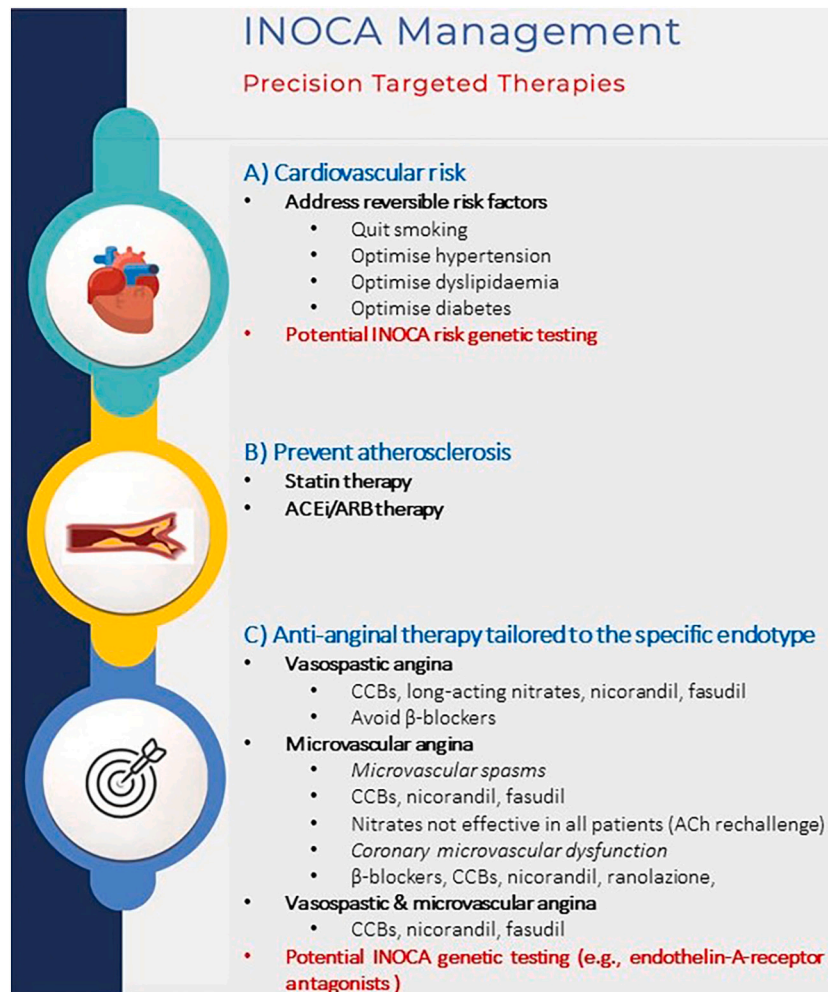 INOCA Management
Precision Targeted Therapies
A) Cardiovascular risk
• Address reversible risk factors
• Quit smoking
• Optimise hypertension
• Optimise dyslipidaemia
• Optimise diabetes
• Potential INOCA risk genetic testing
B) Prevent atherosclerosis
• Statin therapy
• ACEi/ARB therapy
C) Anti-anginal therapy tailored to the specific endotype
• Vasospastic angina
• CCBs, long-acting nitrates, nicorandil, fasudil
• Avoid β-blockers
• Microvascular angina
• Microvascular spasms
• CCBs, nicorandil, fasudil
• Nitrates not effective in all patients (ACh rechallenge)
• Coronary microvascular dysfunction
• β-blockers, CCBs, nicorandil, ranolazione,
• Vasospastic & microvascular angina
• CCBs, nicorandil, fasudil
• Potential INOCA genetic testing (e.g., endothelin-A-receptor
antagonists )